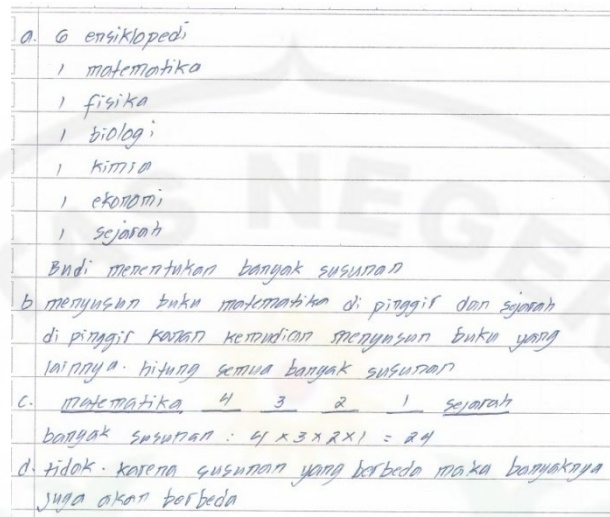 a. 6 ensiklopedi
1 matematika
1 fisika
1 biologi
1 kimia
1 ekonomi
1 sejarah
Budi menentukan banyak susunan
b menyusun buku matematika di pinggir dan sejarah
di pinggir kanan kemudian menyusun buku yang
lainnya. hitung semua banyak susunan
c. matematika 4 3 2 1 sejarah
banyak susunan : 4 x 3 x 2 x 1 = 24
d. tidak. karena susunan yang berbeda maka banyaknya
juga akan berbeda
AS NEGE